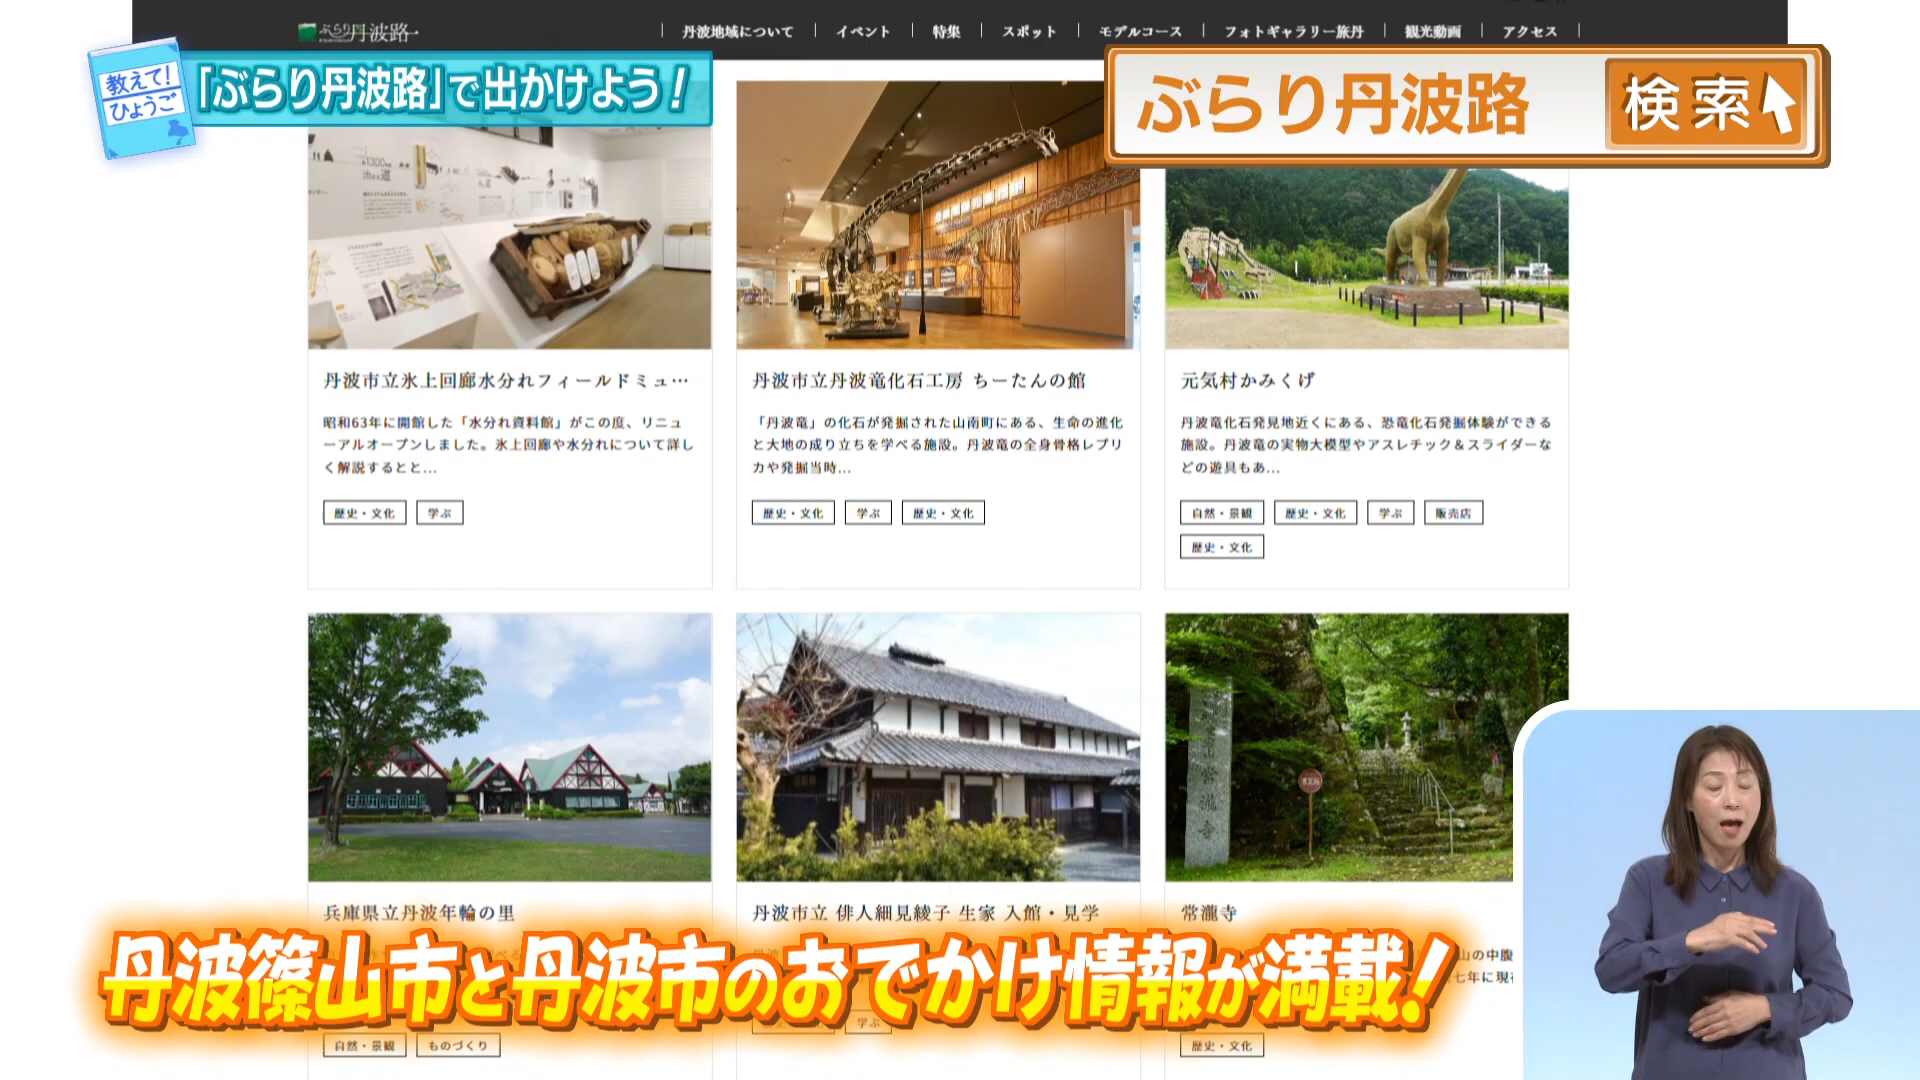 ぶらり丹波路
丹波地域について
イベント
特集
スポット
モデルコース
フォトギャラリー旅丹
観光動画
アクセス
教えて!
ひょうご
「ぶらり丹波路」で出かけよう!
ぶらり丹波路
検索
丹波市立氷上回廊水分れフィールドミュ…
昭和63年に開館した「水分れ資料館」がこの度、リニュ
ーアルオープンしました。氷上回廊や水分れについて詳し
く解説するとと…
歴史・文化
学ぶ
丹波市立丹波竜化石工房 ちーたんの館
「丹波竜」の化石が発掘された山南町にある、生命の進化
と大地の成り立ちを学べる施設。丹波竜の全身骨格レプリ
カや発掘当時…
歴史・文化
学ぶ
歴史・文化
元気村かみくげ
丹波竜化石発見地近くにある、恐竜化石発掘体験ができる
施設。丹波竜の実物大模型やアスレチック＆スライダーな
どの遊具もあ…
自然・景観
歴史・文化
学ぶ
販売店
歴史・文化
兵庫県立丹波年輪の里
丹波市立 俳人細見綾子 生家 入館・見学
常瀧寺
山の中腹
七年に現在
丹波篠山市と丹波市のおでかけ情報が満載!
学ぶ
自然・景観
ものづくり
歴史・文化